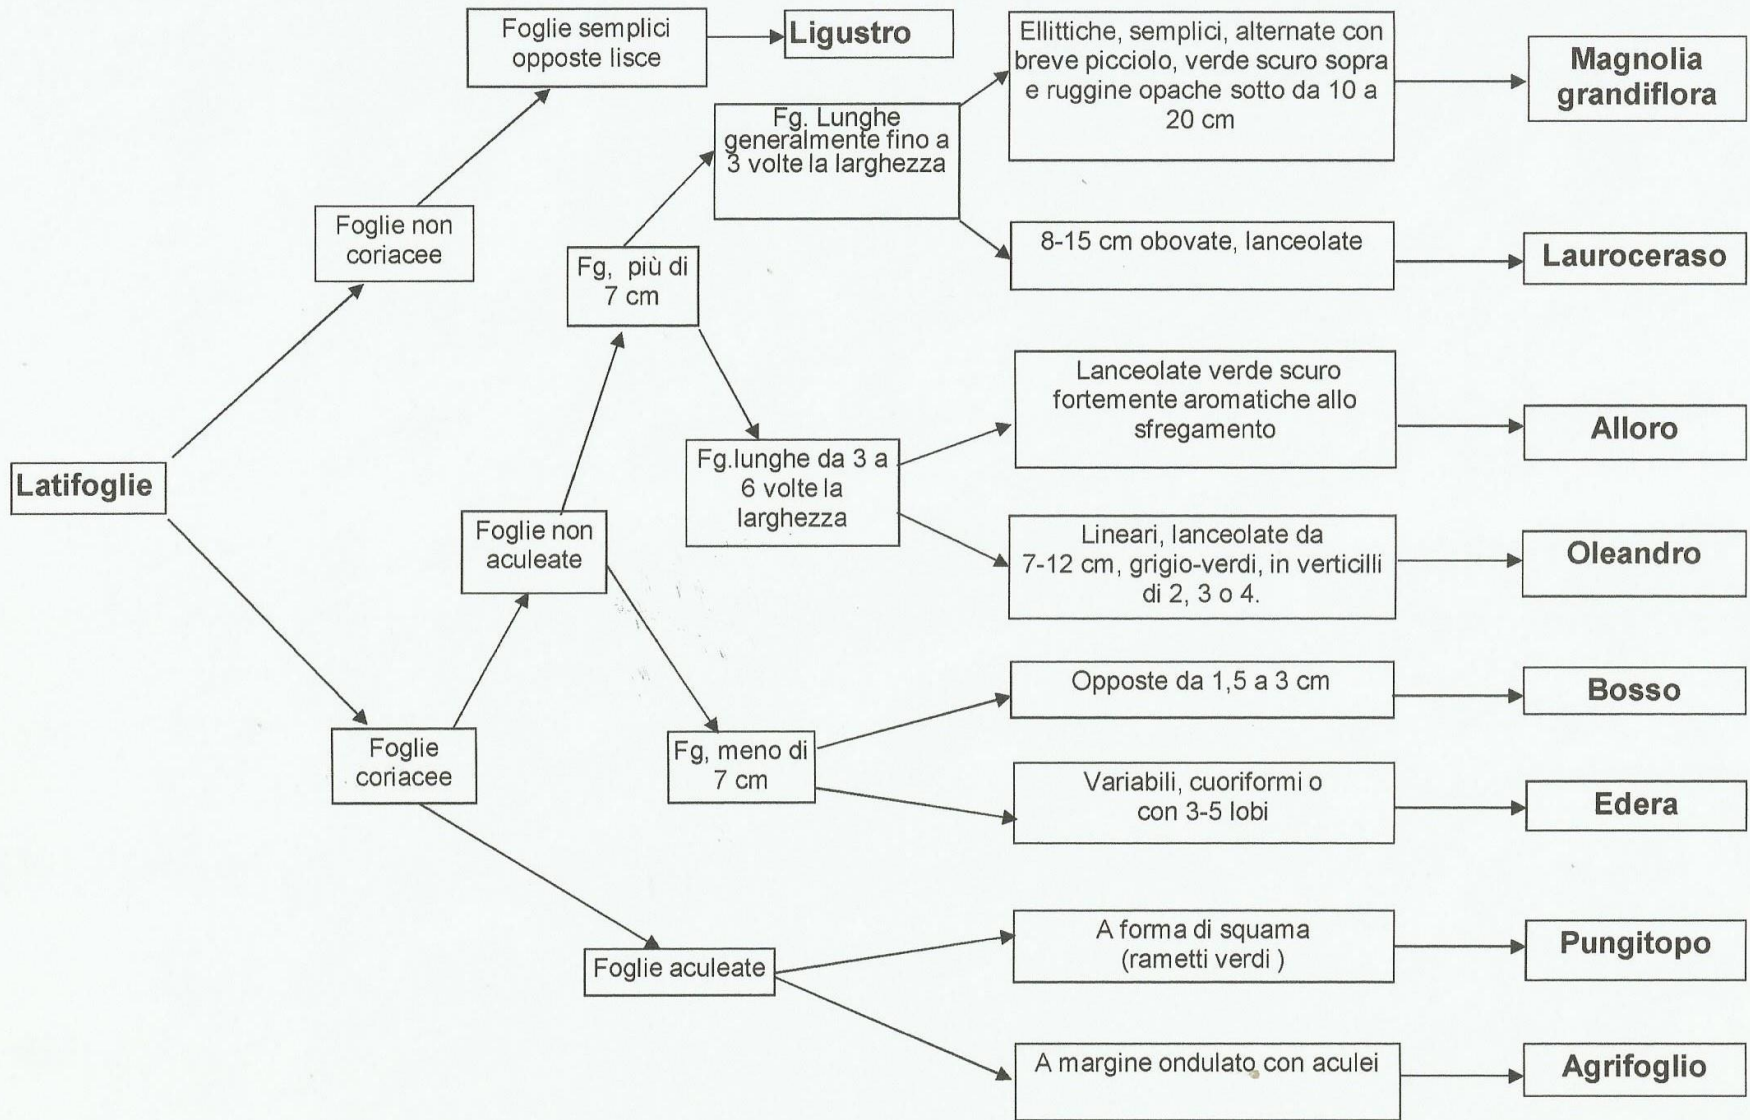 Foglie semplici
opposte lisce
Ligustro
Ellittiche, semplici, alternate con
breve picciolo, verde scuro sopra
e ruggine opache sotto da 10 a
20 cm
Magnolia
grandiflora
Fg. Lunghe
generalmente fino a
3 volte la larghezza
Foglie non
coriacee
8-15 cm obovate, lanceolate
Lauroceraso
Fg, più di
7 cm
Lanceolate verde scuro
fortemente aromatiche allo
sfregamento
Alloro
Latifoglie
Fg.lunghe da 3 a
6 volte la
larghezza
Foglie non
aculeate
Lineari, lanceolate da
7-12 cm, grigio-verdi, in verticilli
di 2, 3 o 4.
Oleandro
Opposte da 1,5 a 3 cm
Bosso
Foglie
coriacee
Fg, meno di
7 cm
Variabili, cuoriformi o
con 3-5 lobi
Edera
A forma di squama
(rametti verdi )
Pungitopo
Foglie aculeate
A margine ondulato con aculei
Agrifoglio